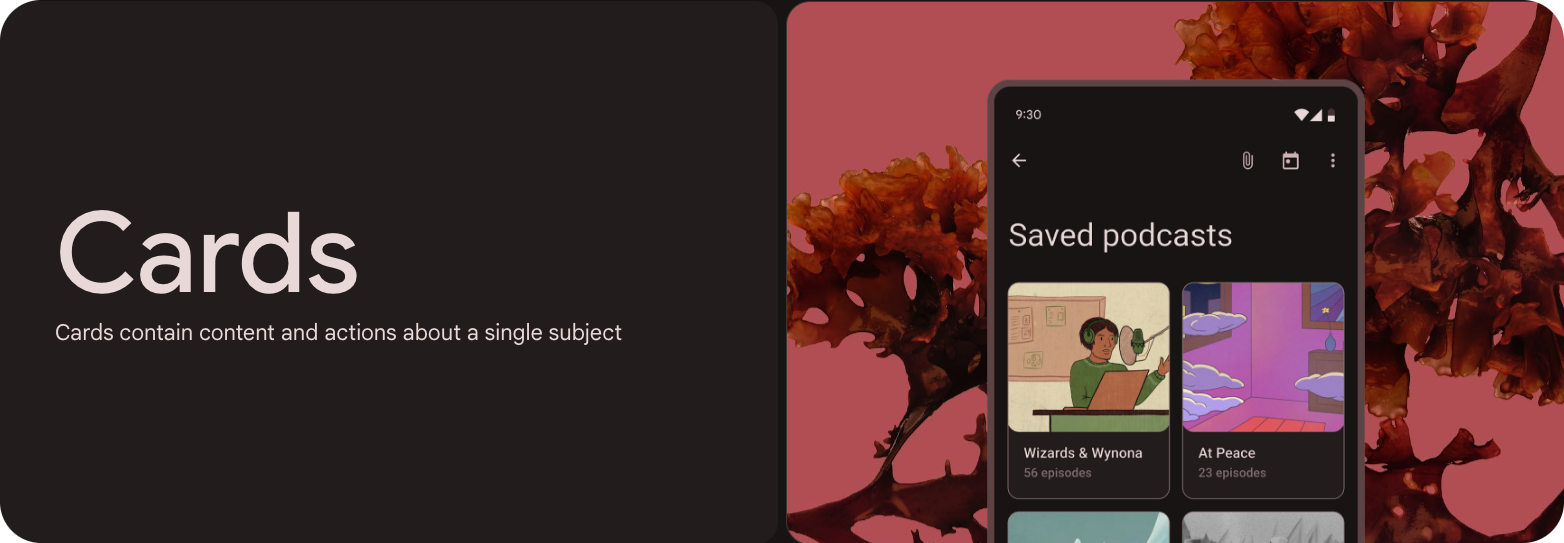 Cards
Cards contain content and actions about a single subject
9:30
Saved podcasts
Wizards & Wynona
56 episodes
At Peace
23 episodes